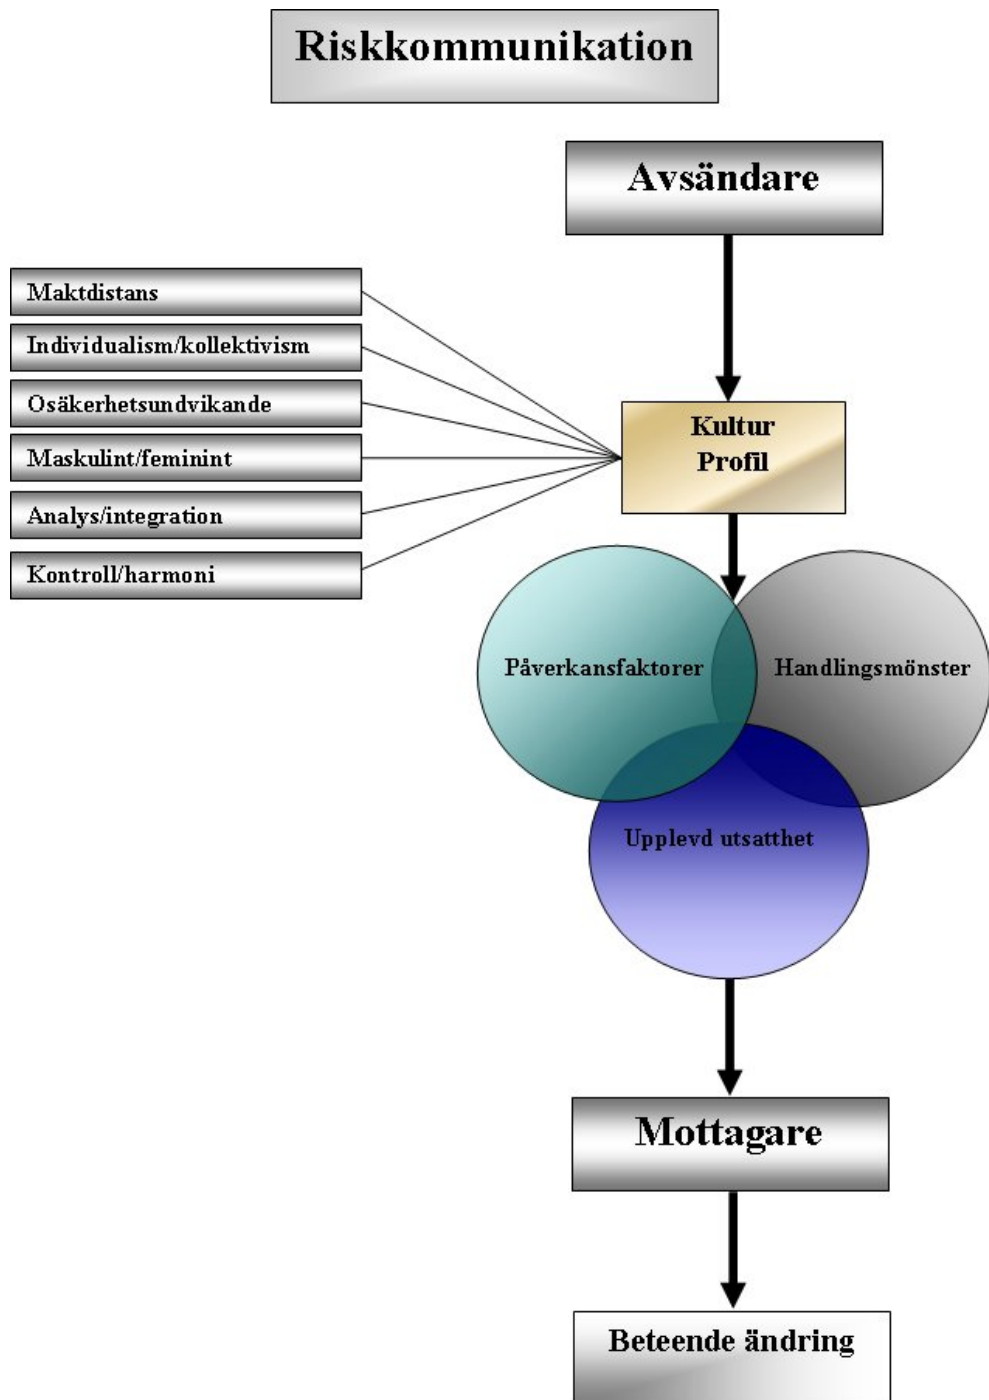 Riskkommunikation
Avsändare
Maktdistans
Individualism/kollektivism
Osäkerhetsundvikande
Maskulint/feminint
Analys/integration
Kontroll/harmoni
Kultur
Profil
Påverkansfaktorer
Handlingsmönster
Upplevd utsatthet
Mottagare
Beteende ändring